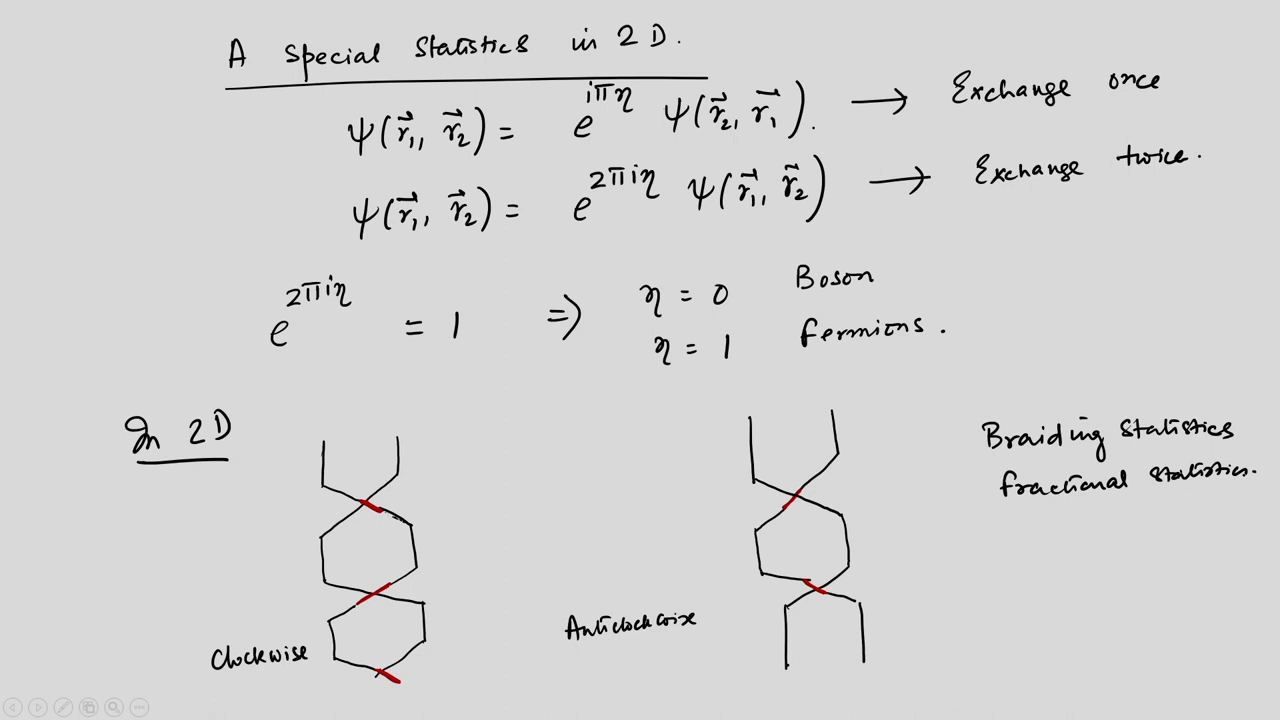 A Special Statistics in 2D.
ψ(r⃗₁, r⃗₂) = e^{iπη} ψ(r⃗₂, r⃗₁). → Exchange once
ψ(r⃗₁, r⃗₂) = e^{2πiη} ψ(r⃗₁, r⃗₂) → Exchange twice.
e^{2πiη} = 1 ⇒ η = 0 Boson
η = 1 fermions.
In 2D
Braiding Statistics
fractional statistics.
Clockwise
Anticlockwise